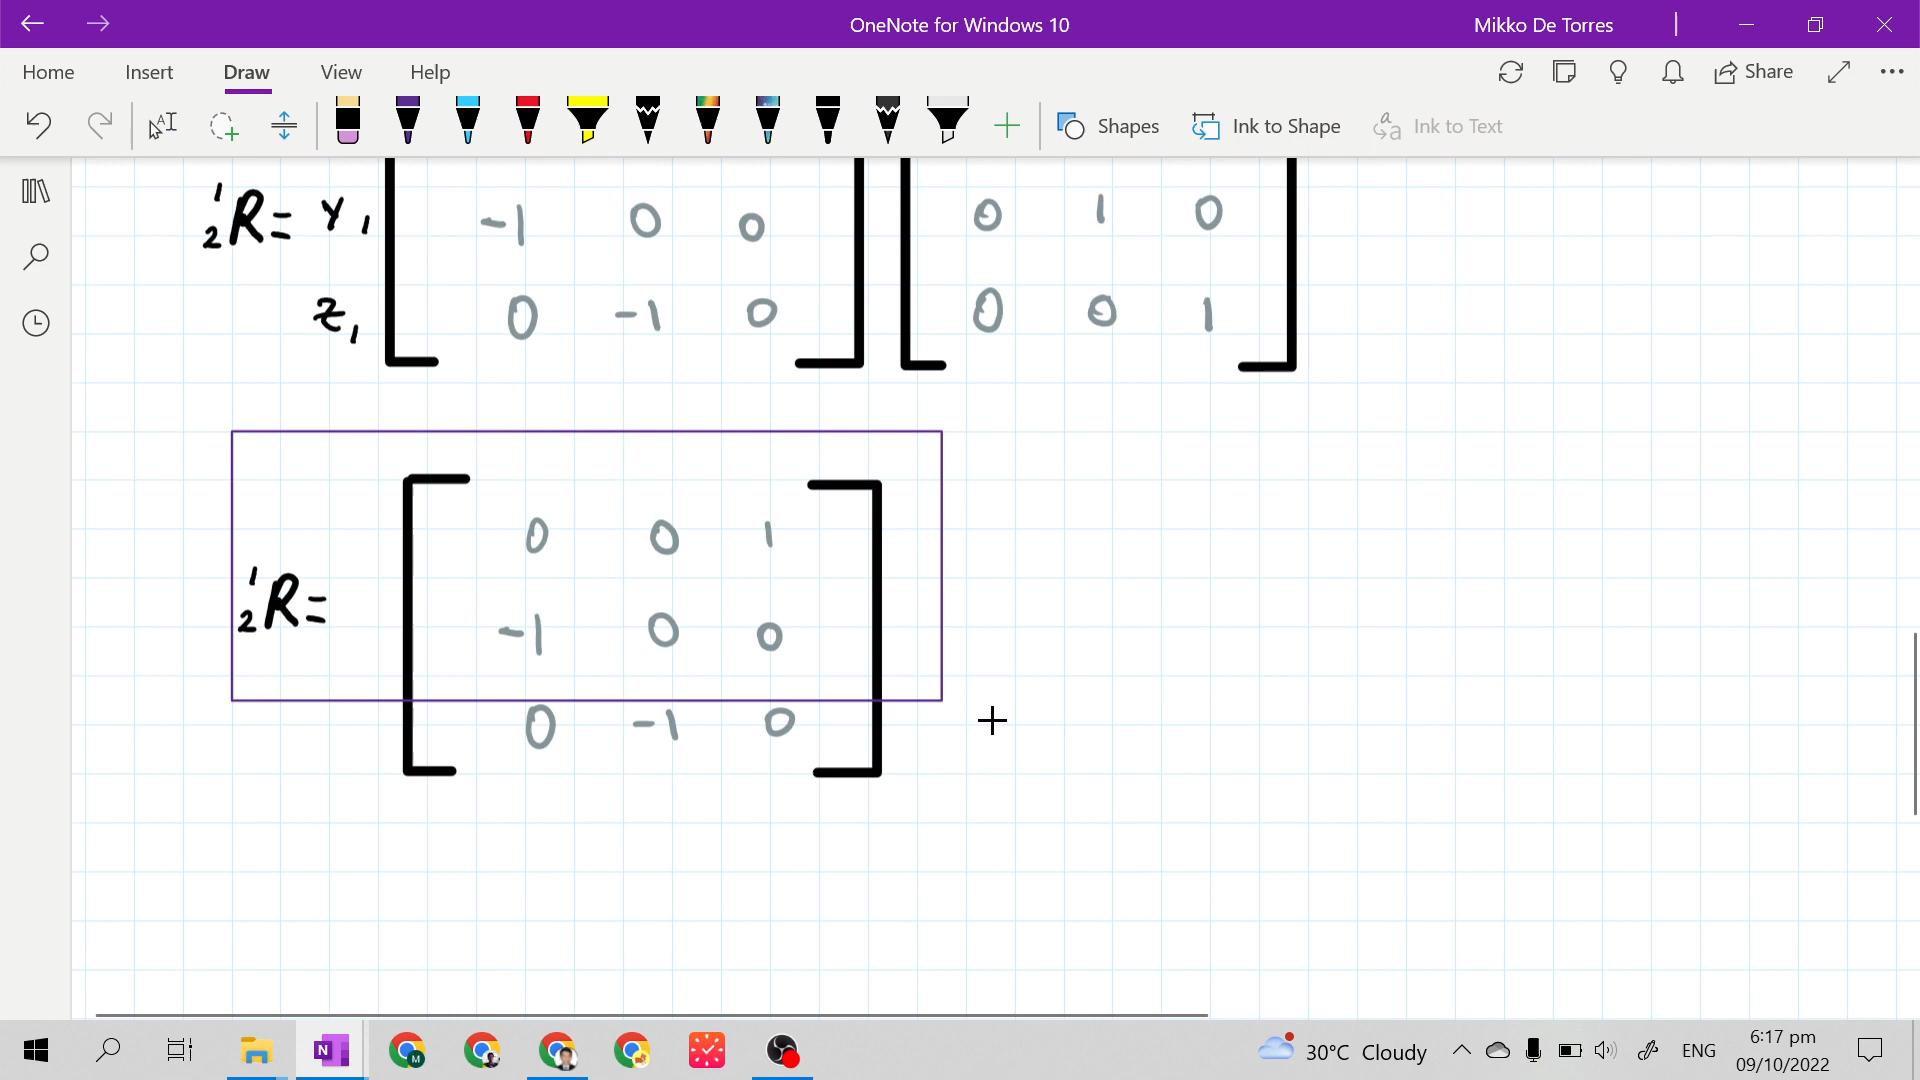 OneNote for Windows 10
Mikko De Torres
Home Insert Draw View Help
Share
Shapes Ink to Shape Ink to Text
1 2 R = Y1 -1 0 0 0 1 0
Z1 0 -1 0 0 0 1
0 0 1
1 2 R = -1 0 0
0 -1 0
30°C Cloudy
ENG
6:17 pm
09/10/2022